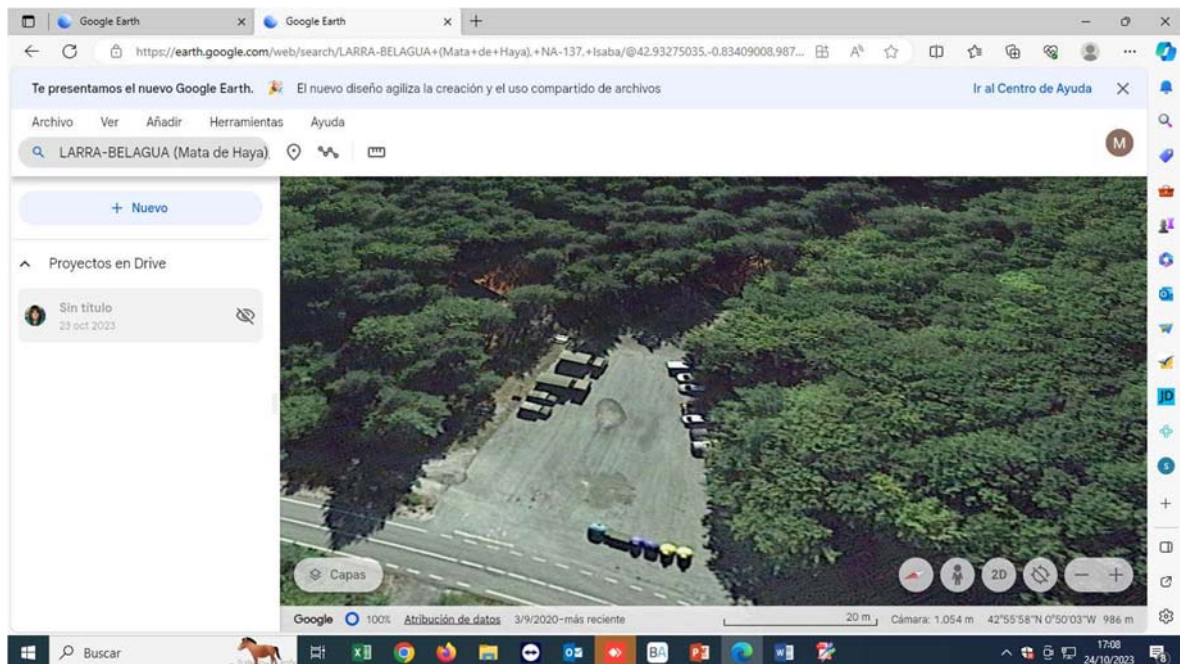 Google Earth
Google Earth
https://earth.google.com/web/search/LARRA-BELAGUA+(Mata+de+Haya),+NA-137,+Isaba/@42.93275035,-0.83409008,987...
Te presentamos el nuevo Google Earth. El nuevo diseño agiliza la creación y el uso compartido de archivos Ir al Centro de Ayuda
Archivo Ver Añadir Herramientas Ayuda
LARRA-BELAGUA (Mata de Haya),
M
+ Nuevo
Proyectos en Drive
Sin título
23 oct 2023
JD
S
Capas
2D
Google 100% Atribución de datos 3/9/2020-más reciente 20 m Cámara: 1.054 m 42°55'58"N 0°50'03"W 986 m
Buscar
BA
17:08
24/10/2023